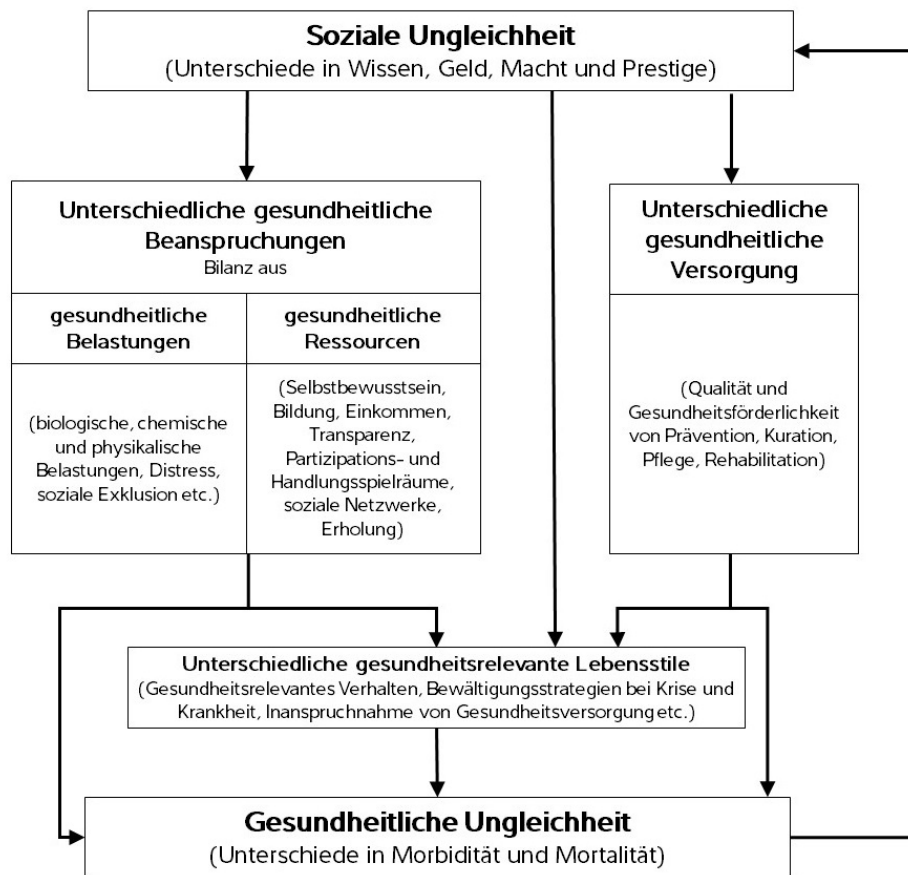 Soziale Ungleichheit
(Unterschiede in Wissen, Geld, Macht und Prestige)
Unterschiedliche gesundheitliche
Beanspruchungen
Bilanz aus
gesundheitliche
Belastungen
(biologische, chemische
und physikalische
Belastungen, Distress,
soziale Exklusion etc.)
gesundheitliche
Ressourcen
(Selbstbewusstsein,
Bildung, Einkommen,
Transparenz,
Partizipations- und
Handlungsspielräume,
soziale Netzwerke,
Erholung)
Unterschiedliche
gesundheitliche
Versorgung
(Qualität und
Gesundheitsförderlichkeit
von Prävention, Kuration,
Pflege, Rehabilitation)
Unterschiedliche gesundheitsrelevante Lebensstile
(Gesundheitsrelevantes Verhalten, Bewältigungsstrategien bei Krise und
Krankheit, Inanspruchnahme von Gesundheitsversorgung etc.)
Gesundheitliche Ungleichheit
(Unterschiede in Morbidität und Mortalität)